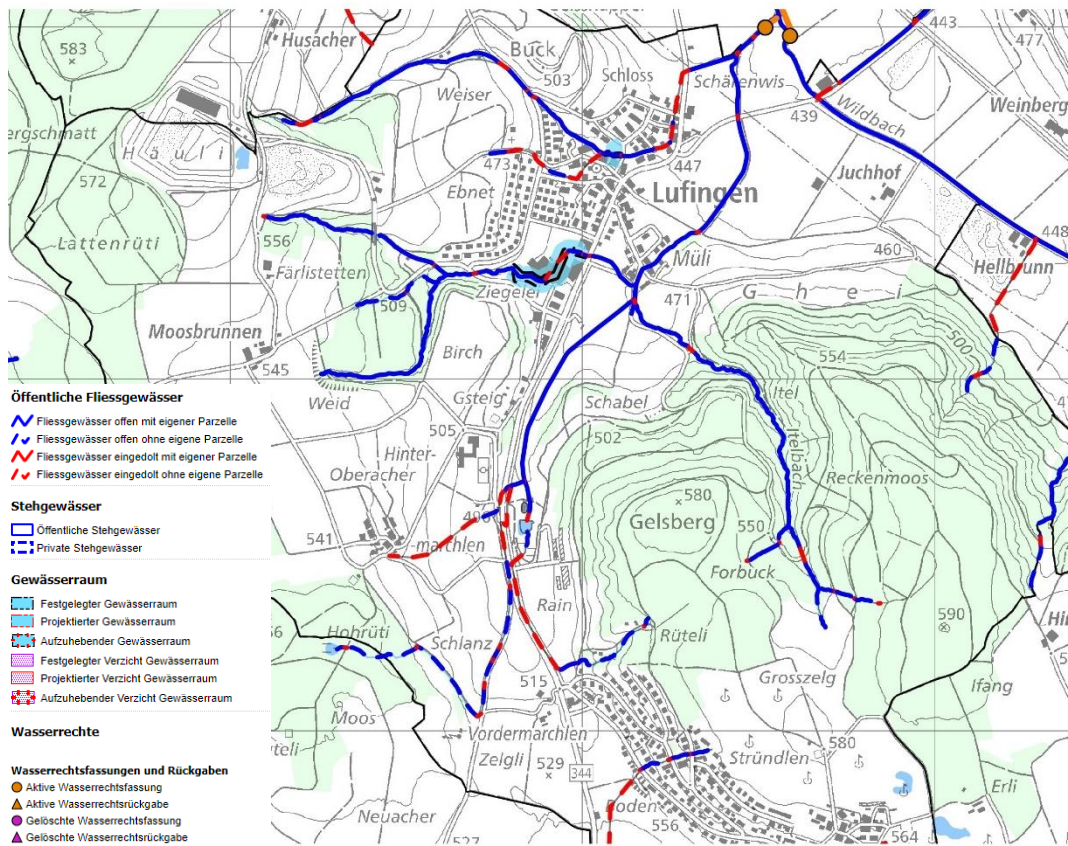 583
Husacher
Buck
503
443
477
Schloss
Weiser
Schärenwis
Weinberg
439
Wildbach
ergschmatt
Häuli
473
447
572
Ebnet
Lufingen
Juchhof
556
Lattenrüti
Färlistetten
Müli
460
448
Hellbrunn
Ziegelei
509
471
Ghei
Moosbrunnen
500
545
Birch
554
Weid
Gsteig
Schabel
Itel
505
502
Itelbach
Hinter-
Oberacher
Reckenmoos
580
Gelsberg
541
marchlen
550
Forbuck
Rain
590
Hohrüti
Schlanz
Rüteli
515
Grosszelg
Ifang
Moos
Vordermarchlen
Zelgli
529
344
Stründlen
580
Erli
Boden
Neuacher
556
564
527
Öffentliche Fliessgewässer
Fliessgewässer offen mit eigener Parzelle
Fliessgewässer offen ohne eigene Parzelle
Fliessgewässer eingedolt mit eigener Parzelle
Fliessgewässer eingedolt ohne eigene Parzelle
Stehgewässer
Öffentliche Stehgewässer
Private Stehgewässer
Gewässerraum
Festgelegter Gewässerraum
Projektierter Gewässerraum
Aufzuhebender Gewässerraum
Festgelegter Verzicht Gewässerraum
Projektierter Verzicht Gewässerraum
Aufzuhebender Verzicht Gewässerraum
Wasserrechte
Wasserrechtsfassungen und Rückgaben
Aktive Wasserrechtsfassung
Aktive Wasserrechtsrückgabe
Gelöschte Wasserrechtsfassung
Gelöschte Wasserrechtsrückgabe